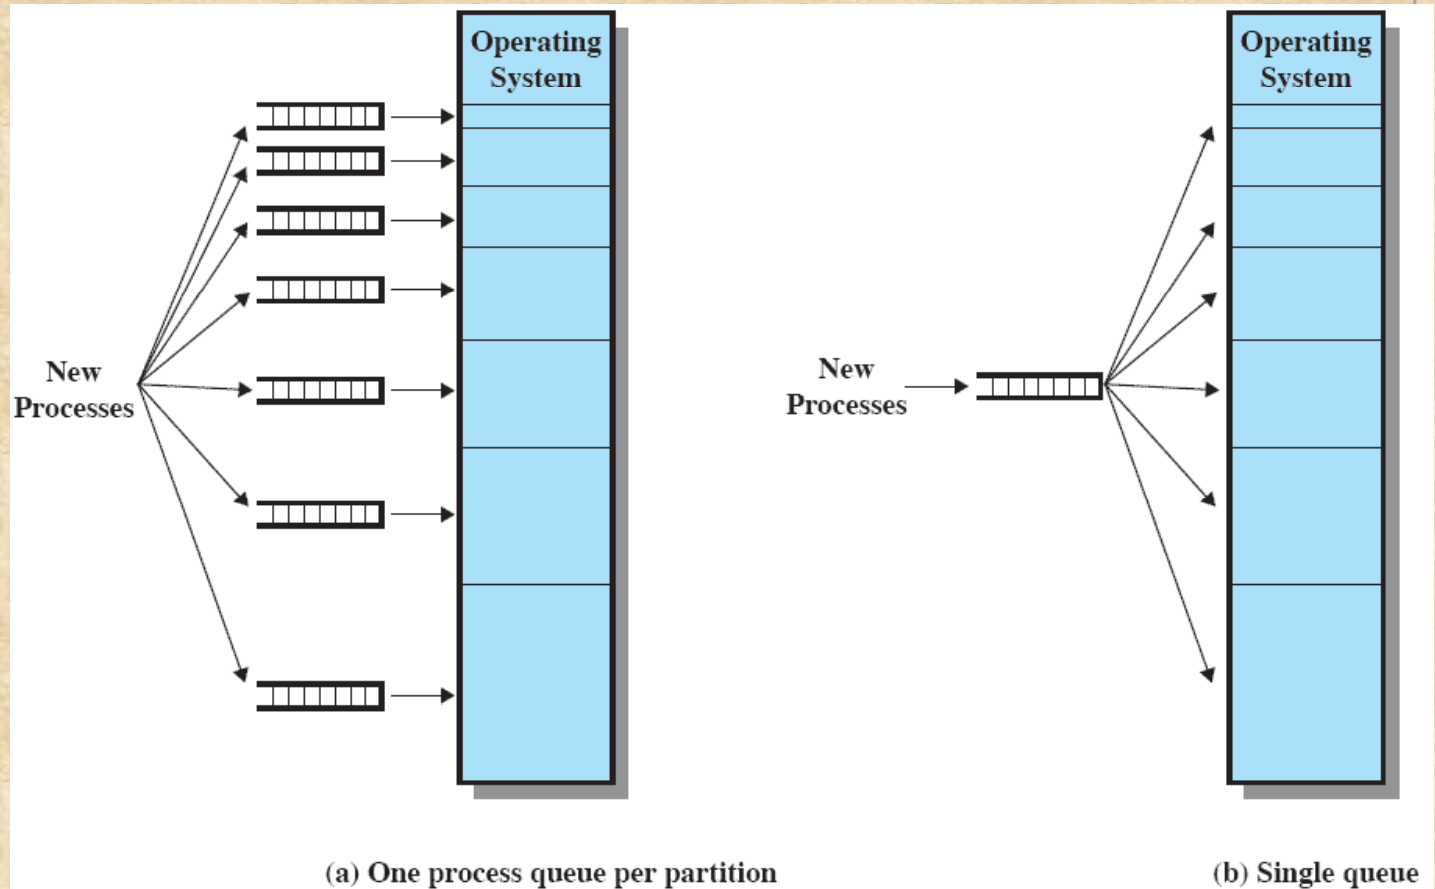 Operating
System
New
Processes
(a) One process queue per partition
Operating
System
New
Processes
(b) Single queue